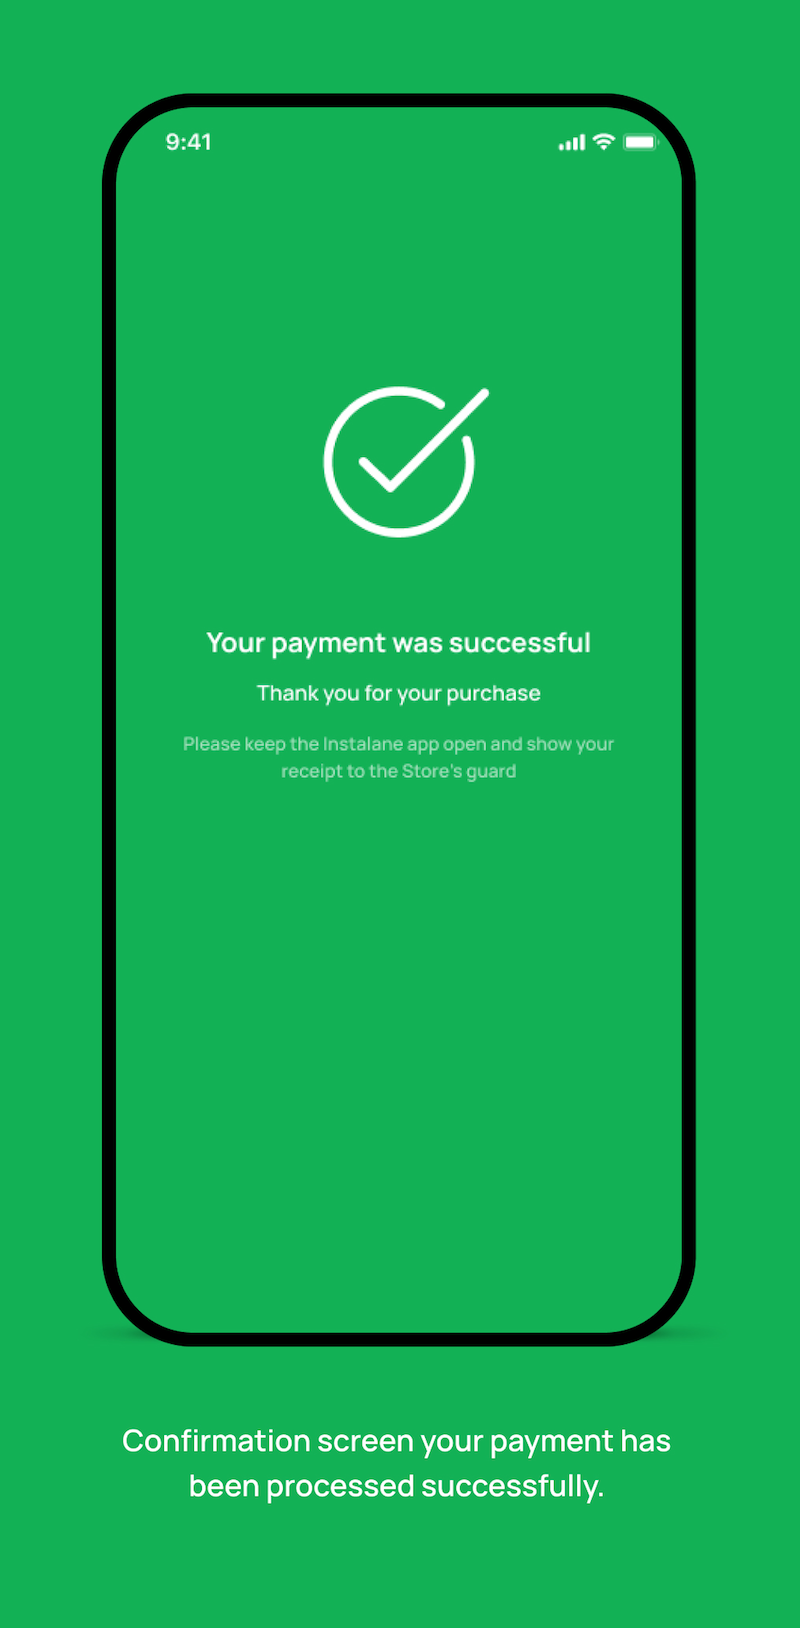 9:41
Your payment was successful
Thank you for your purchase
Please keep the Instalane app open and show your
receipt to the Store's guard
Confirmation screen your payment has
been processed successfully.